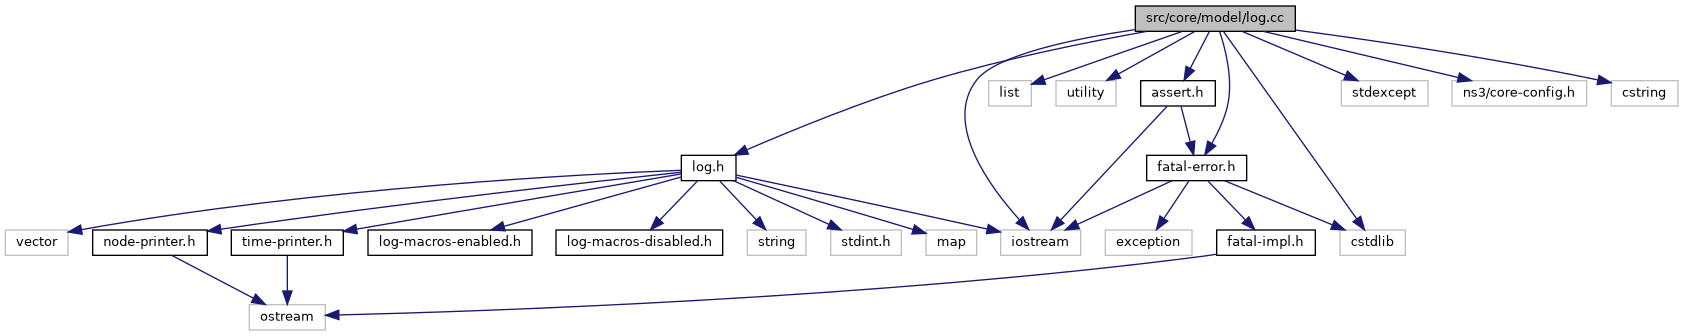 src/core/model/log.cc
list
utility
assert.h
stdexcept
ns3/core-config.h
cstring
log.h
fatal-error.h
vector
node-printer.h
time-printer.h
log-macros-enabled.h
log-macros-disabled.h
string
stdint.h
map
iostream
exception
fatal-impl.h
cstdlib
ostream